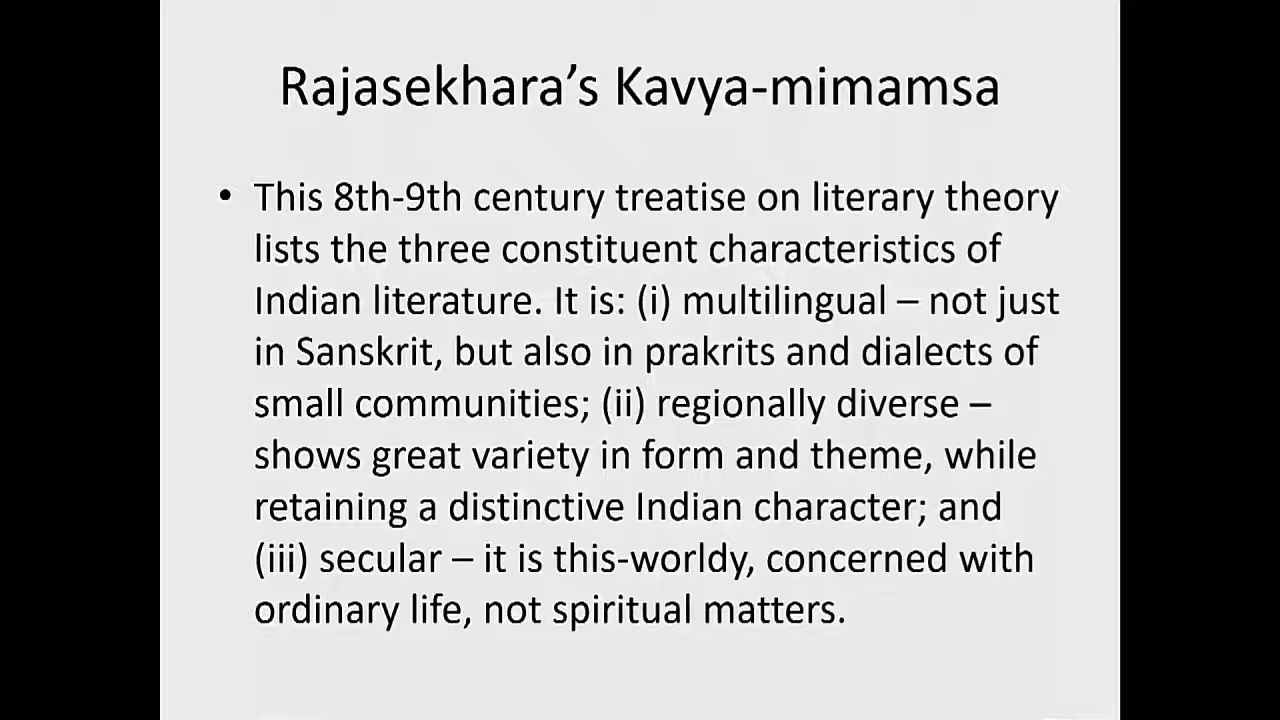 Rajasekhara’s Kavya-mimamsa
• This 8th-9th century treatise on literary theory
lists the three constituent characteristics of
Indian literature. It is: (i) multilingual – not just
in Sanskrit, but also in prakrits and dialects of
small communities; (ii) regionally diverse –
shows great variety in form and theme, while
retaining a distinctive Indian character; and
(iii) secular – it is this-worldy, concerned with
ordinary life, not spiritual matters.